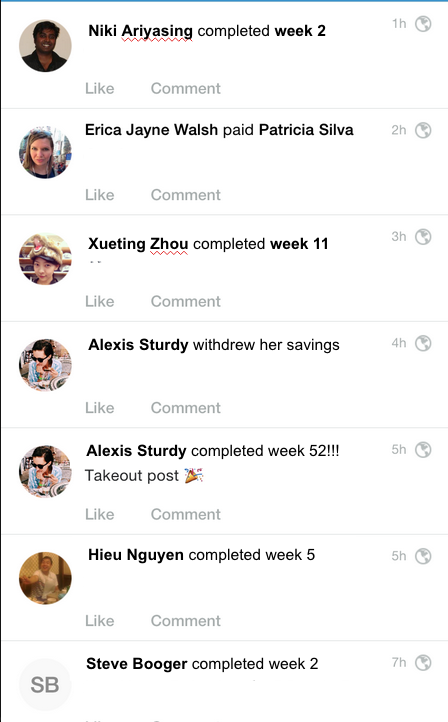 Niki Ariyasing completed week 2 1h
Like Comment
Erica Jayne Walsh paid Patricia Silva 2h
Like Comment
Xueting Zhou completed week 11 3h
Like Comment
Alexis Sturdy withdrew her savings 4h
Like Comment
Alexis Sturdy completed week 52!!! 5h
Takeout post 🎉
Like Comment
Hieu Nguyen completed week 5 5h
Like Comment
SB Steve Booger completed week 2 7h